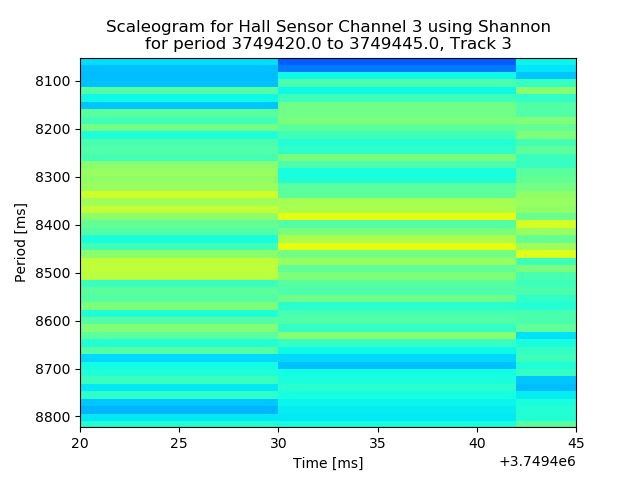 Scaleogram for Hall Sensor Channel 3 using Shannon
for period 3749420.0 to 3749445.0, Track 3
Period [ms]
8100
8200
8300
8400
8500
8600
8700
8800
20 25 30 35 40 45
Time [ms]
+3.7494e6